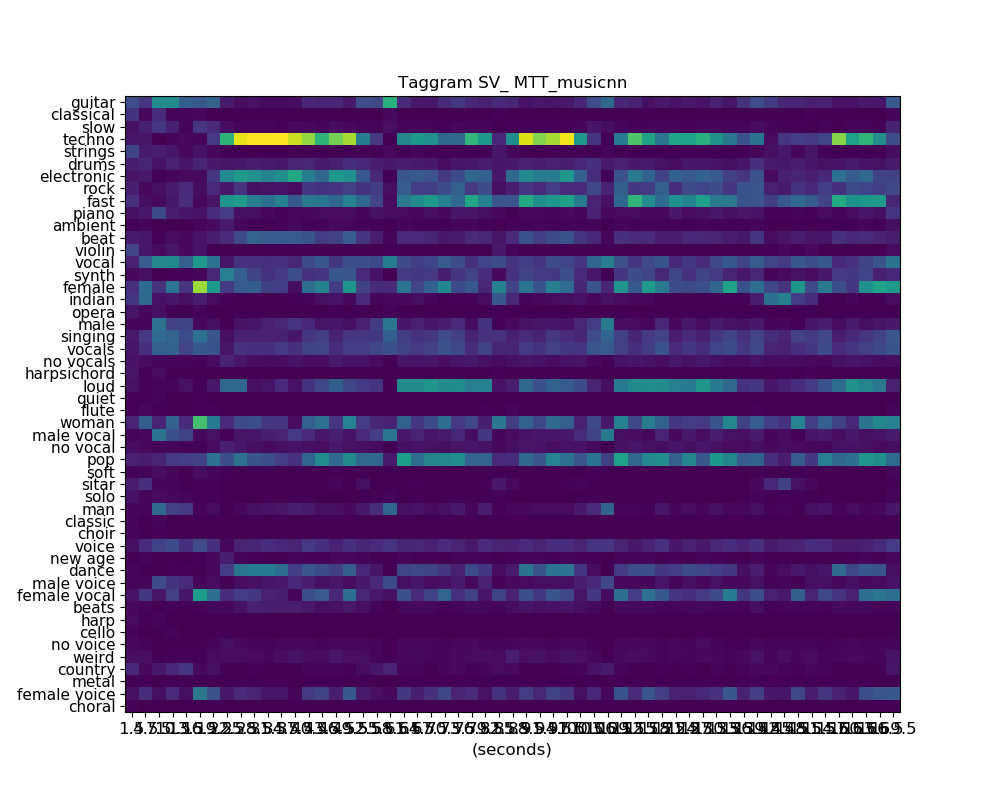 Taggram SV_ MTT_musicnn
guitar
classical
slow
techno
strings
drums
electronic
rock
fast
piano
ambient
beat
violin
vocal
synth
female
indian
opera
male
singing
vocals
no vocals
harpsichord
loud
quiet
flute
woman
male vocal
no vocal
pop
soft
sitar
solo
man
classic
choir
voice
new age
dance
male voice
female vocal
beats
harp
cello
no voice
weird
country
metal
female voice
choral
(seconds)